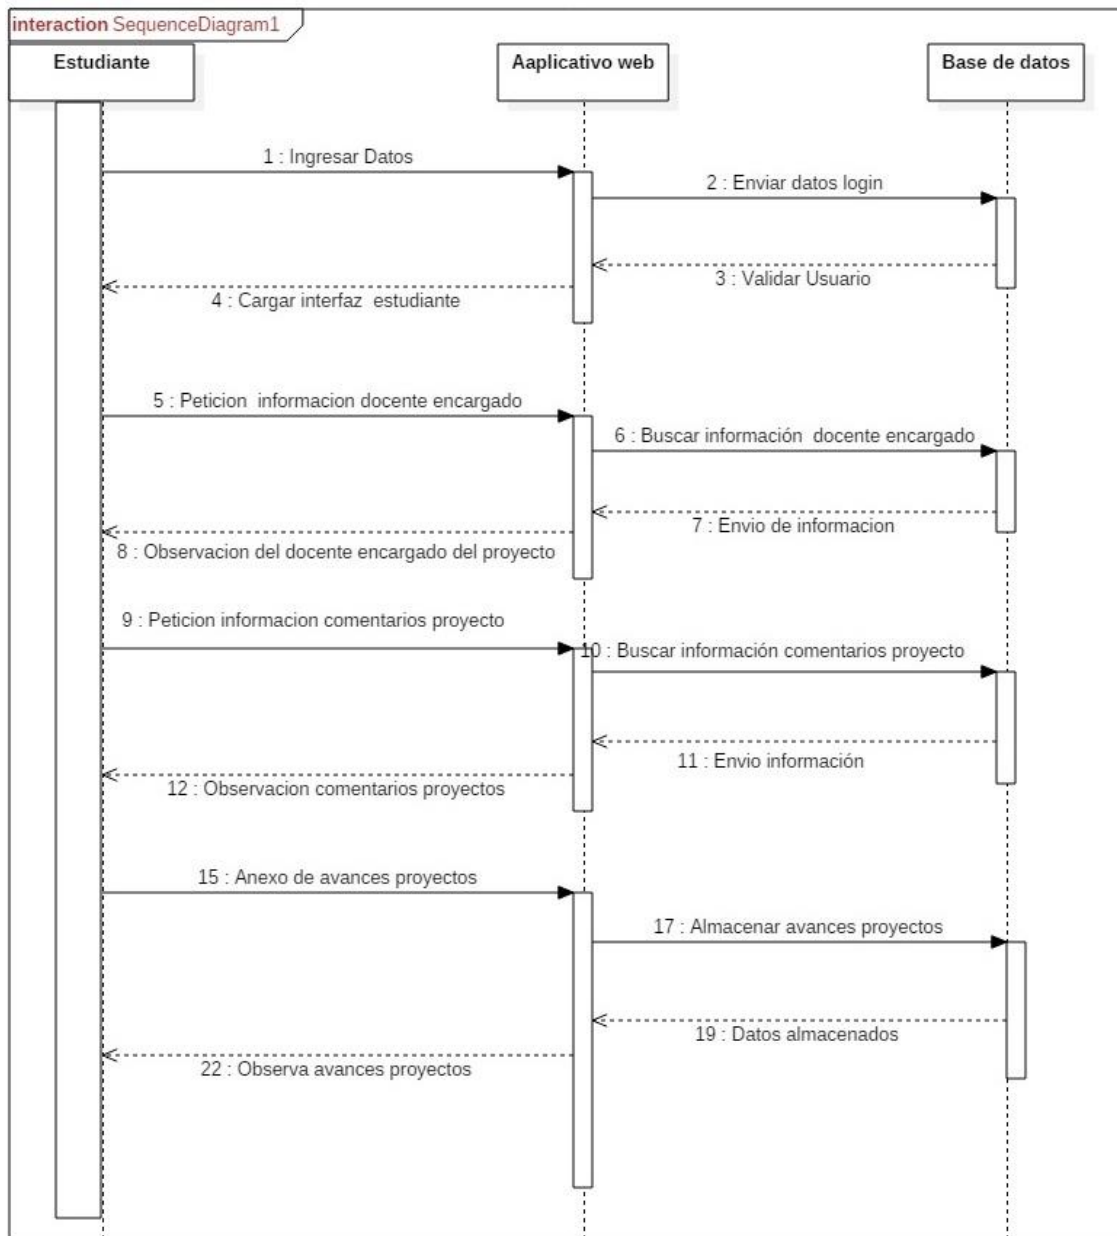 interaction SequenceDiagram1
Estudiante
Aaplicativo web
Base de datos
1 : Ingresar Datos
2 : Enviar datos login
3 : Validar Usuario
4 : Cargar interfaz  estudiante
5 : Peticion  informacion docente encargado
6 : Buscar información  docente encargado
7 : Envio de informacion
8 : Observacion del docente encargado del proyecto
9 : Peticion informacion comentarios proyecto
10 : Buscar información comentarios proyecto
11 : Envio información
12 : Observacion comentarios proyectos
15 : Anexo de avances proyectos
17 : Almacenar avances proyectos
19 : Datos almacenados
22 : Observa avances proyectos